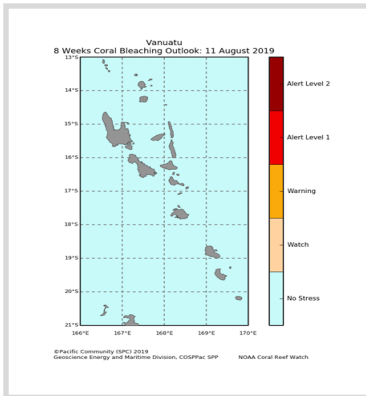 Vanuatu
8 Weeks Coral Bleaching Outlook: 11 August 2019
13°S
14°S
15°S
16°S
17°S
18°S
19°S
20°S
21°S
166°E 167°E 168°E 169°E 170°E
Alert Level 2
Alert Level 1
Warning
Watch
No Stress
©Pacific Community (SPC) 2019
Geoscience Energy and Maritime Division, COSPPac SPP NOAA Coral Reef Watch